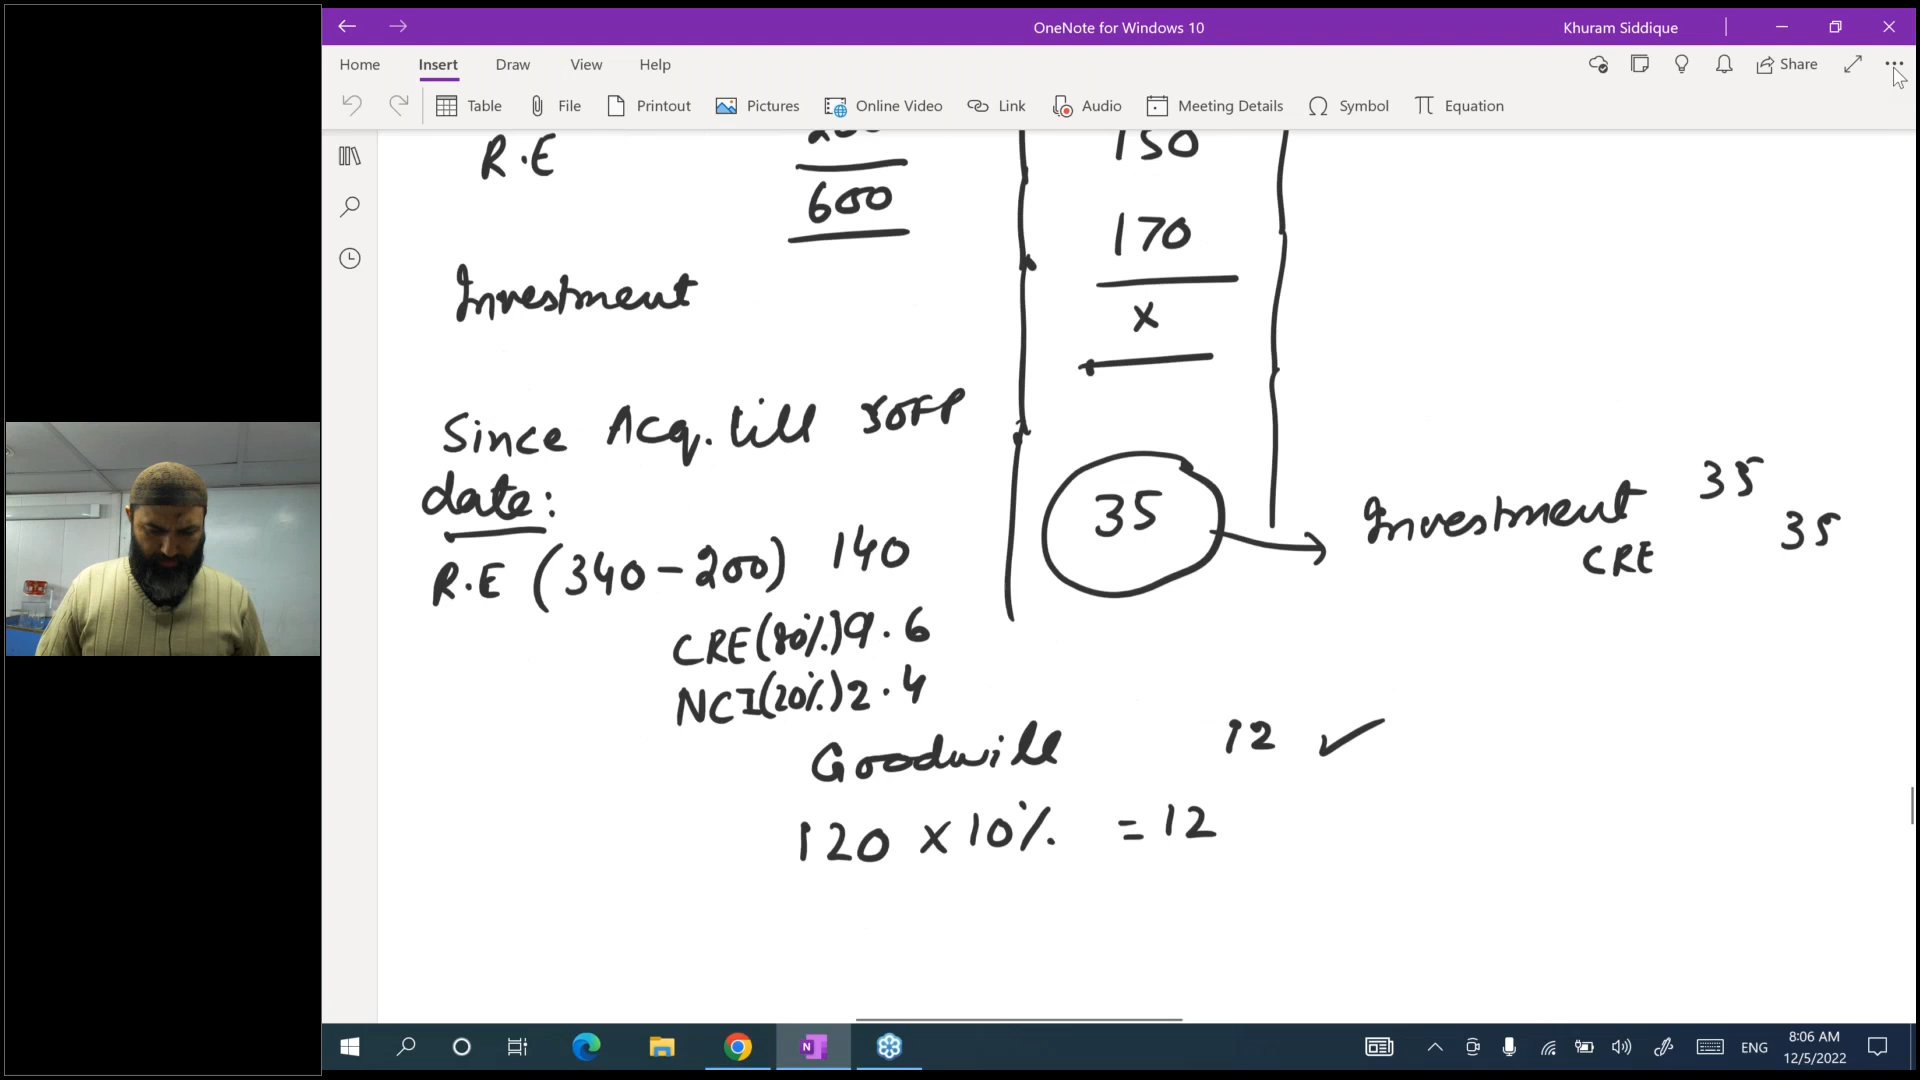 OneNote for Windows 10
Khuram Siddique
Home Insert Draw View Help
Share
Table File Printout Pictures Online Video Link Audio Meeting Details Symbol Equation
R.E
600
150
170
x
Investment
Since Acq. till SOFP
date:
R.E (340-200) 140
CRE(80%)9.6
NCI(20%)2.4
35
Investment 35
CRE 35
Goodwill 12 ✓
120 x 10% = 12
ENG
8:06 AM
12/5/2022